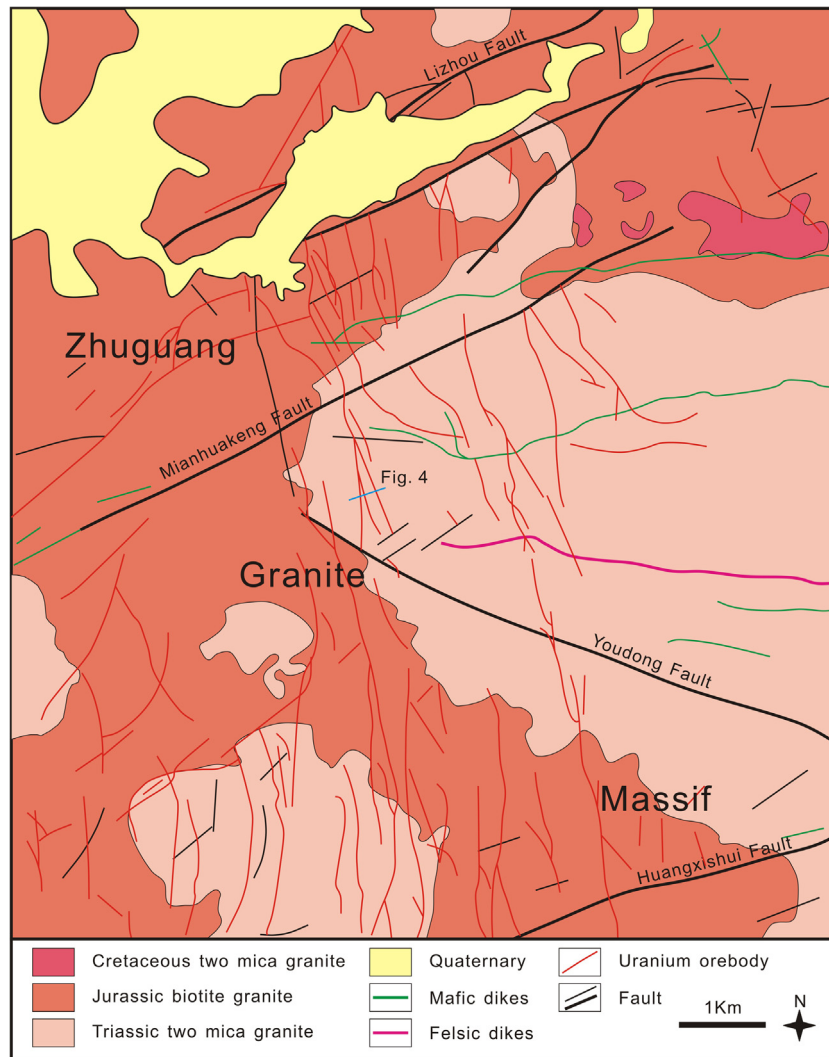 Lizhou Fault
Zhuguang
Mianhuakeng Fault
Fig. 4
Granite
Youdong Fault
Massif
Huangxishui Fault
Cretaceous two mica granite
Quaternary
Uranium orebody
Jurassic biotite granite
Mafic dikes
Fault
Triassic two mica granite
Felsic dikes
1Km
N